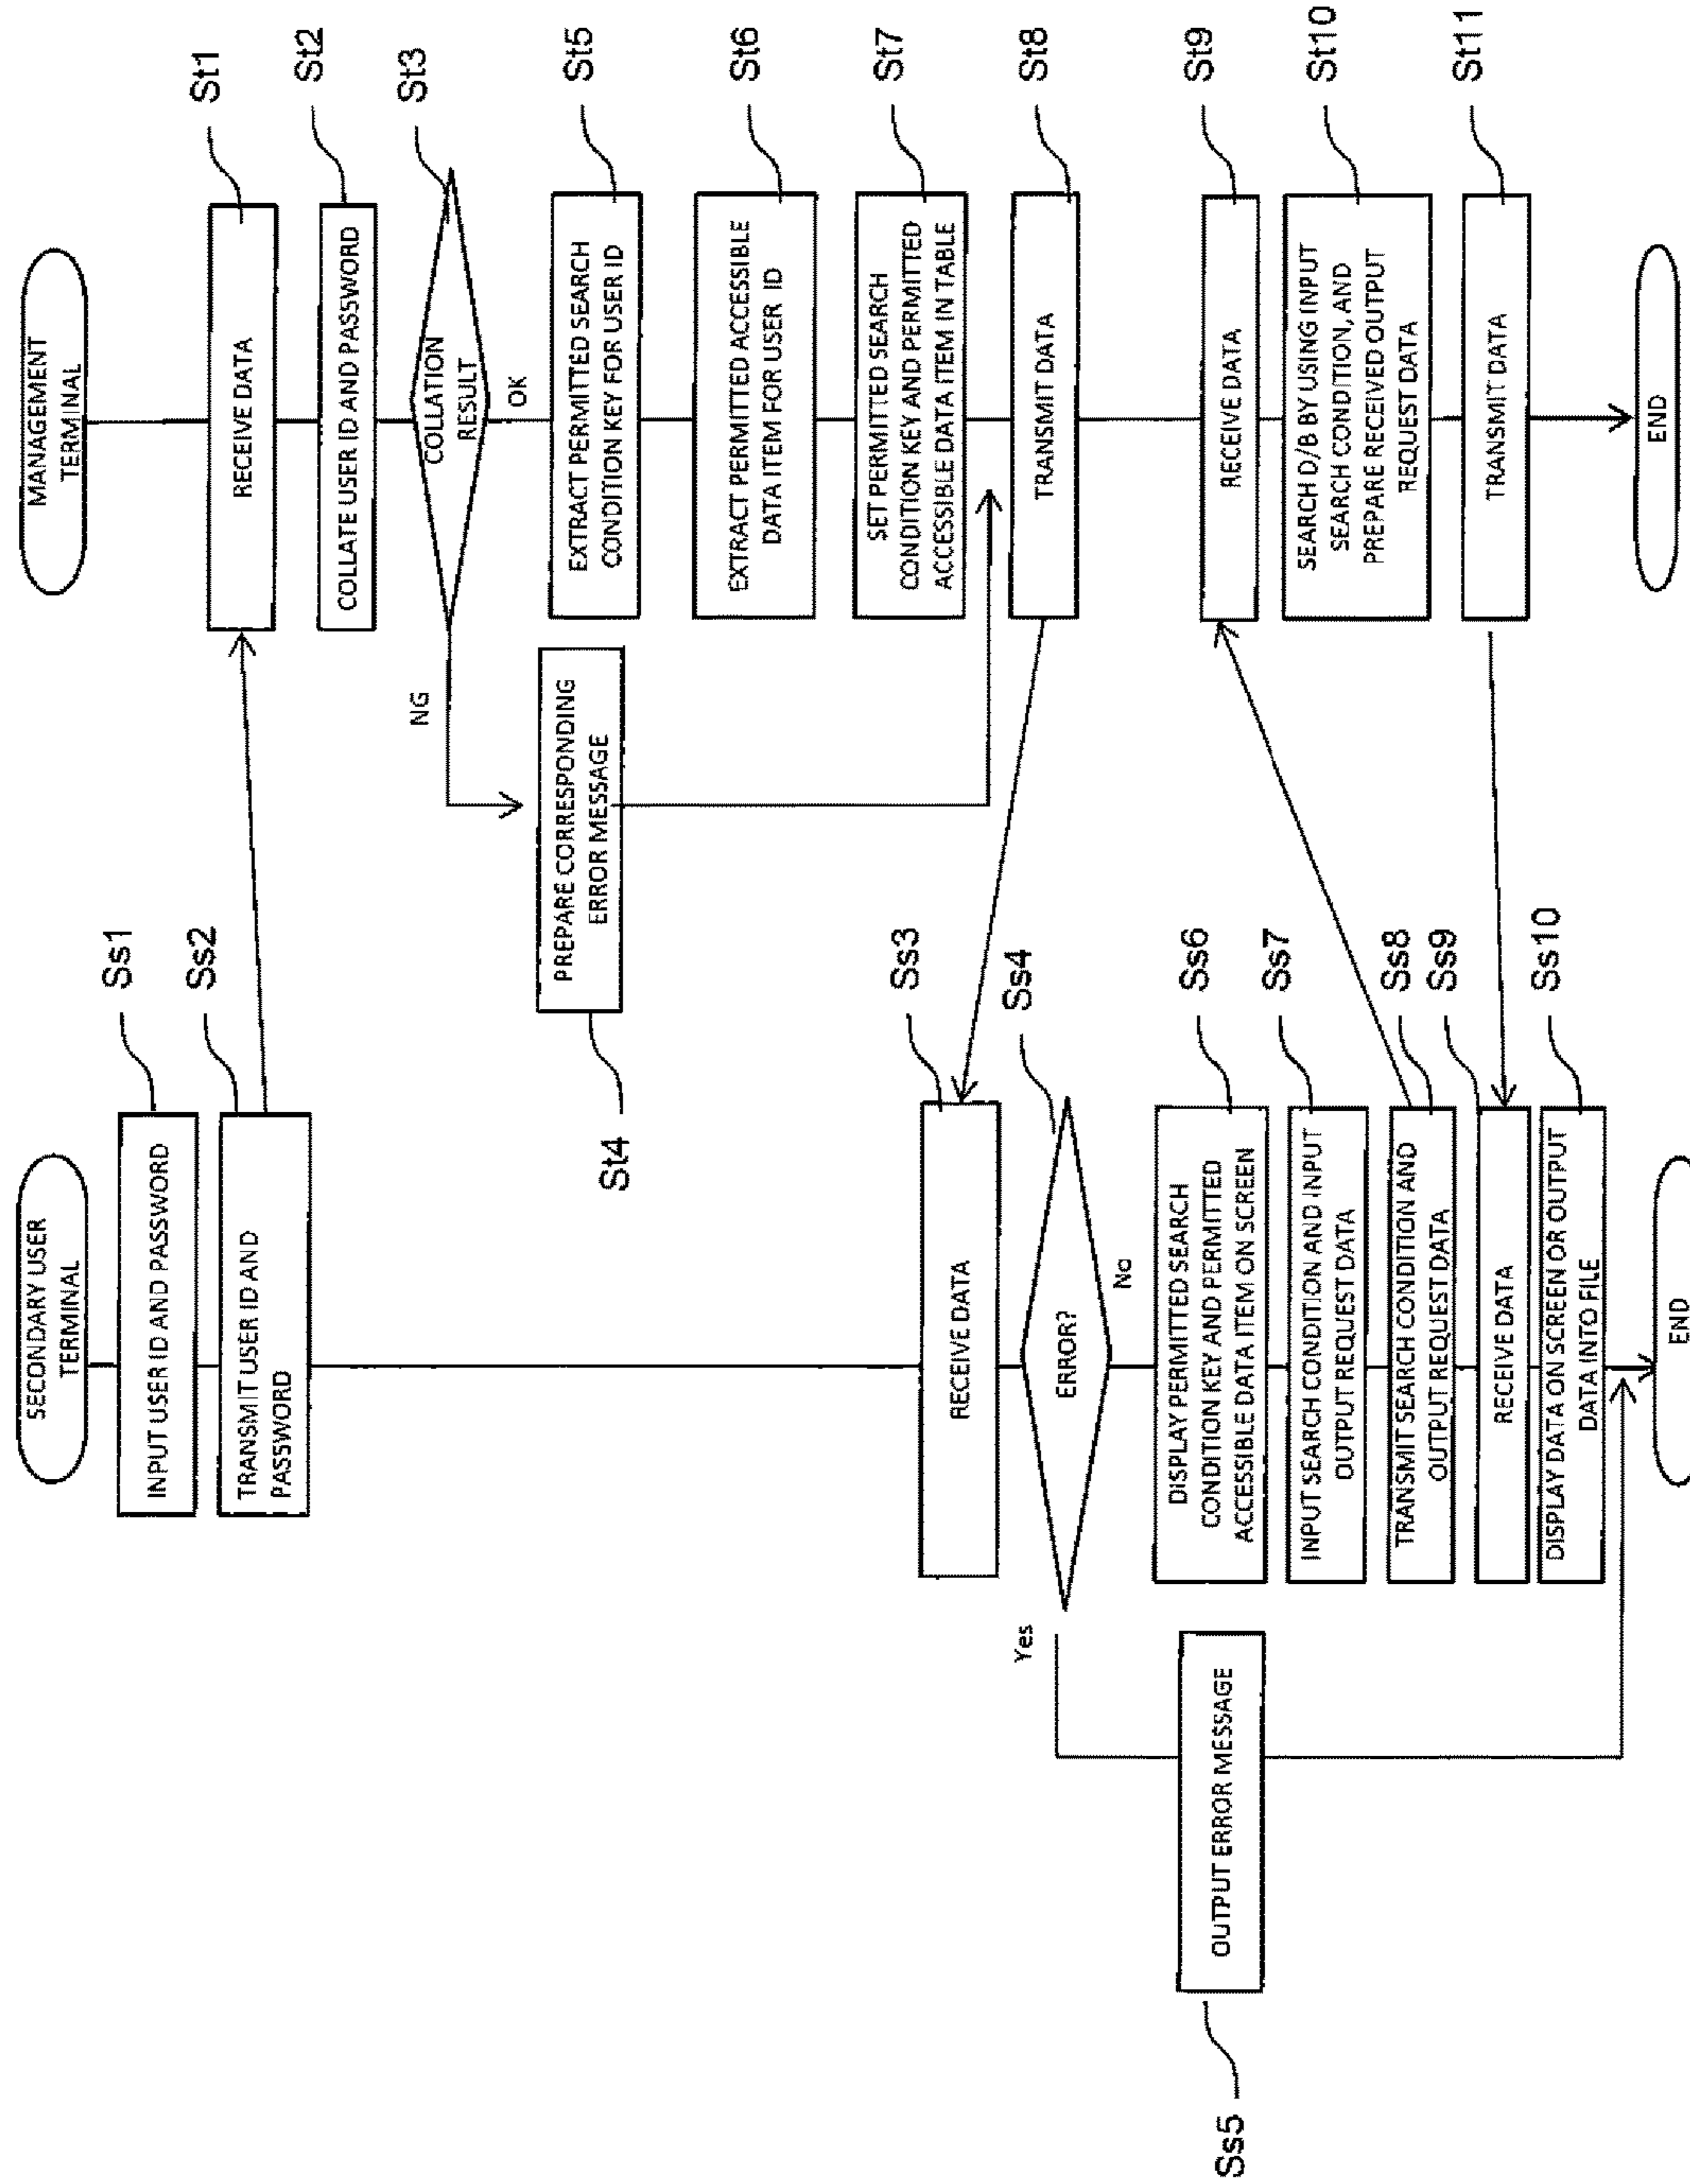 SECONDARY USER
TERMINAL
INPUT USER ID AND PASSWORD
Ss1
TRANSMIT USER ID AND
PASSWORD
Ss2
RECEIVE DATA
Ss3
ERROR?
Ss4
Yes
No
OUTPUT ERROR MESSAGE
Ss5
DISPLAY PERMITTED SEARCH
CONDITION KEY AND PERMITTED
ACCESSIBLE DATA ITEM ON SCREEN
Ss6
INPUT SEARCH CONDITION AND INPUT
OUTPUT REQUEST DATA
Ss7
TRANSMIT SEARCH CONDITION AND
OUTPUT REQUEST DATA
Ss8
RECEIVE DATA
Ss9
DISPLAY DATA ON SCREEN OR OUTPUT
DATA INTO FILE
Ss10
END
MANAGEMENT
TERMINAL
RECEIVE DATA
St1
COLLATE USER ID AND PASSWORD
St2
COLLATION
RESULT
St3
NG
OK
PREPARE CORRESPONDING
ERROR MESSAGE
St4
EXTRACT PERMITTED SEARCH
CONDITION KEY FOR USER ID
St5
EXTRACT PERMITTED ACCESSIBLE
DATA ITEM FOR USER ID
St6
SET PERMITTED SEARCH
CONDITION KEY AND PERMITTED
ACCESSIBLE DATA ITEM IN TABLE
St7
TRANSMIT DATA
St8
RECEIVE DATA
St9
SEARCH D/B BY USING INPUT
SEARCH CONDITION, AND
PREPARE RECEIVED OUTPUT
REQUEST DATA
St10
TRANSMIT DATA
St11
END